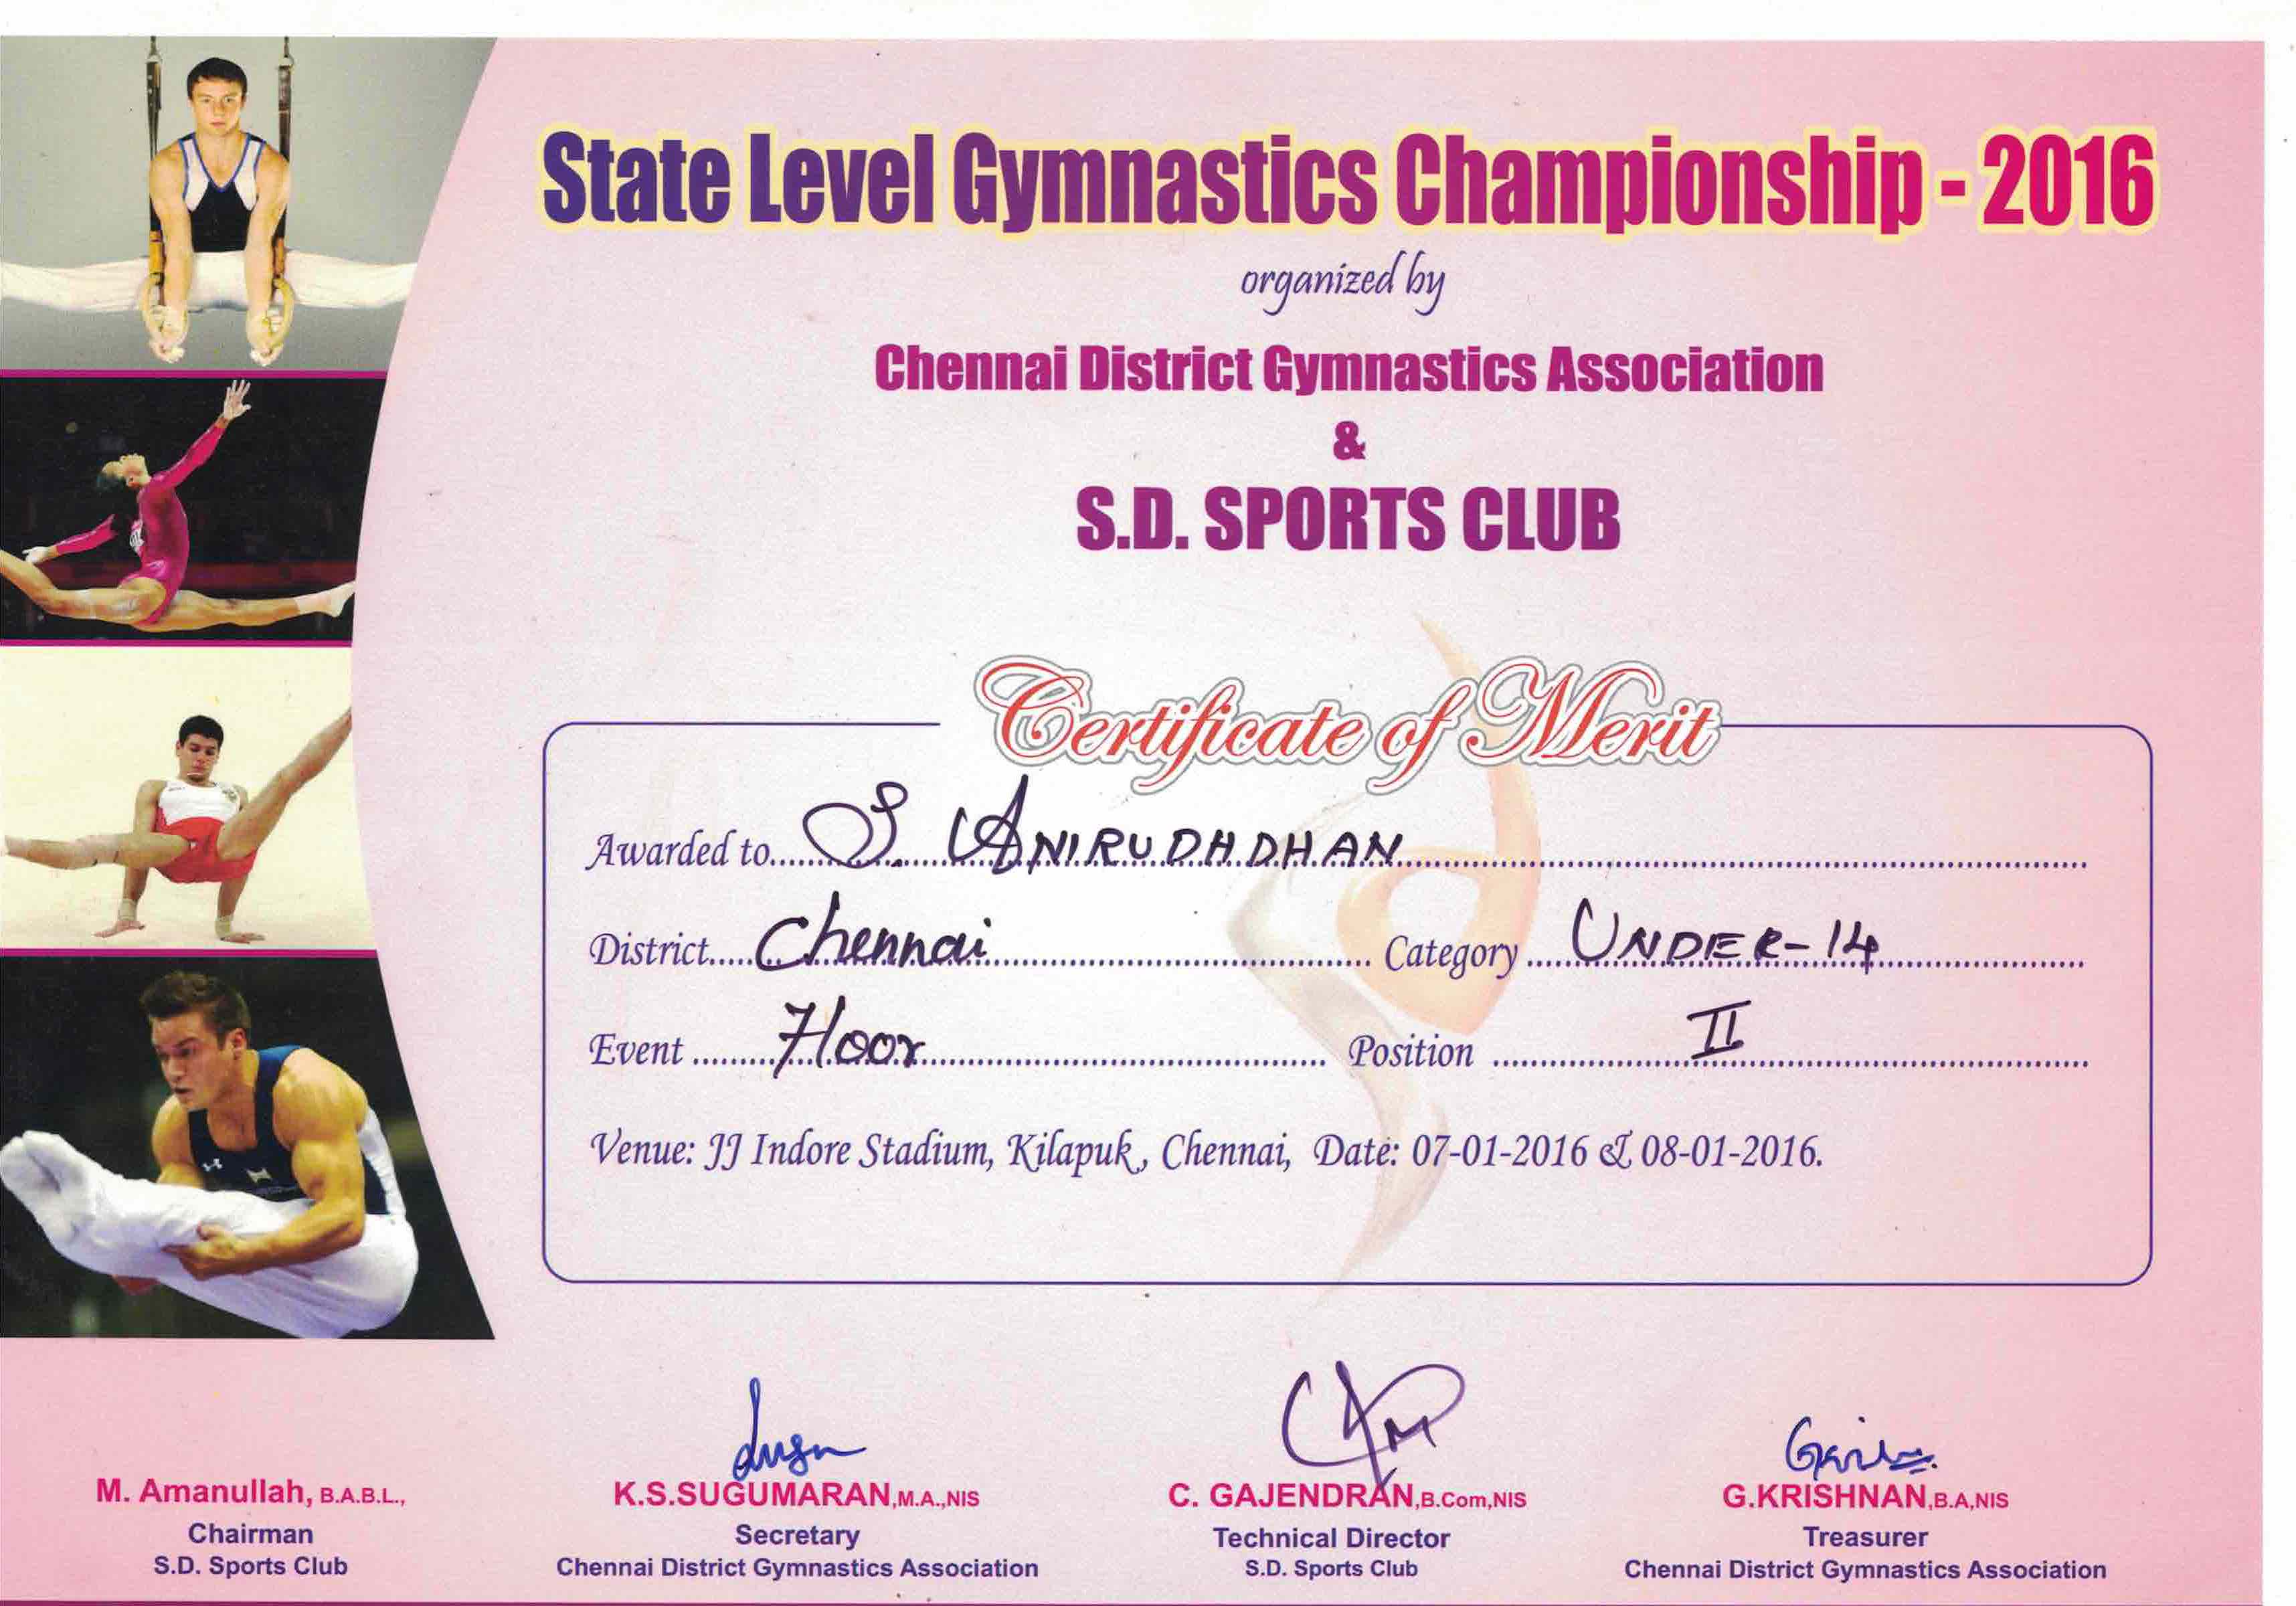 State Level Gymnastics Championship - 2016
organized by
Chennai District Gymnastics Association
&
S.D. SPORTS CLUB
Certificate of Merit
Awarded to S. ANIRUDHDHAN
District Chennai Category UNDER-14
Event Floor Position II
Venue: JJ Indore Stadium, Kilapuk, Chennai, Date: 07-01-2016 & 08-01-2016.
M. Amanullah, B.A.B.L., K.S.SUGUMARAN,M.A.,NIS C. GAJENDRAN,B.Com,NIS G.KRISHNAN,B.A,NIS
Chairman Secretary Technical Director Treasurer
S.D. Sports Club Chennai District Gymnastics Association S.D. Sports Club Chennai District Gymnastics Association